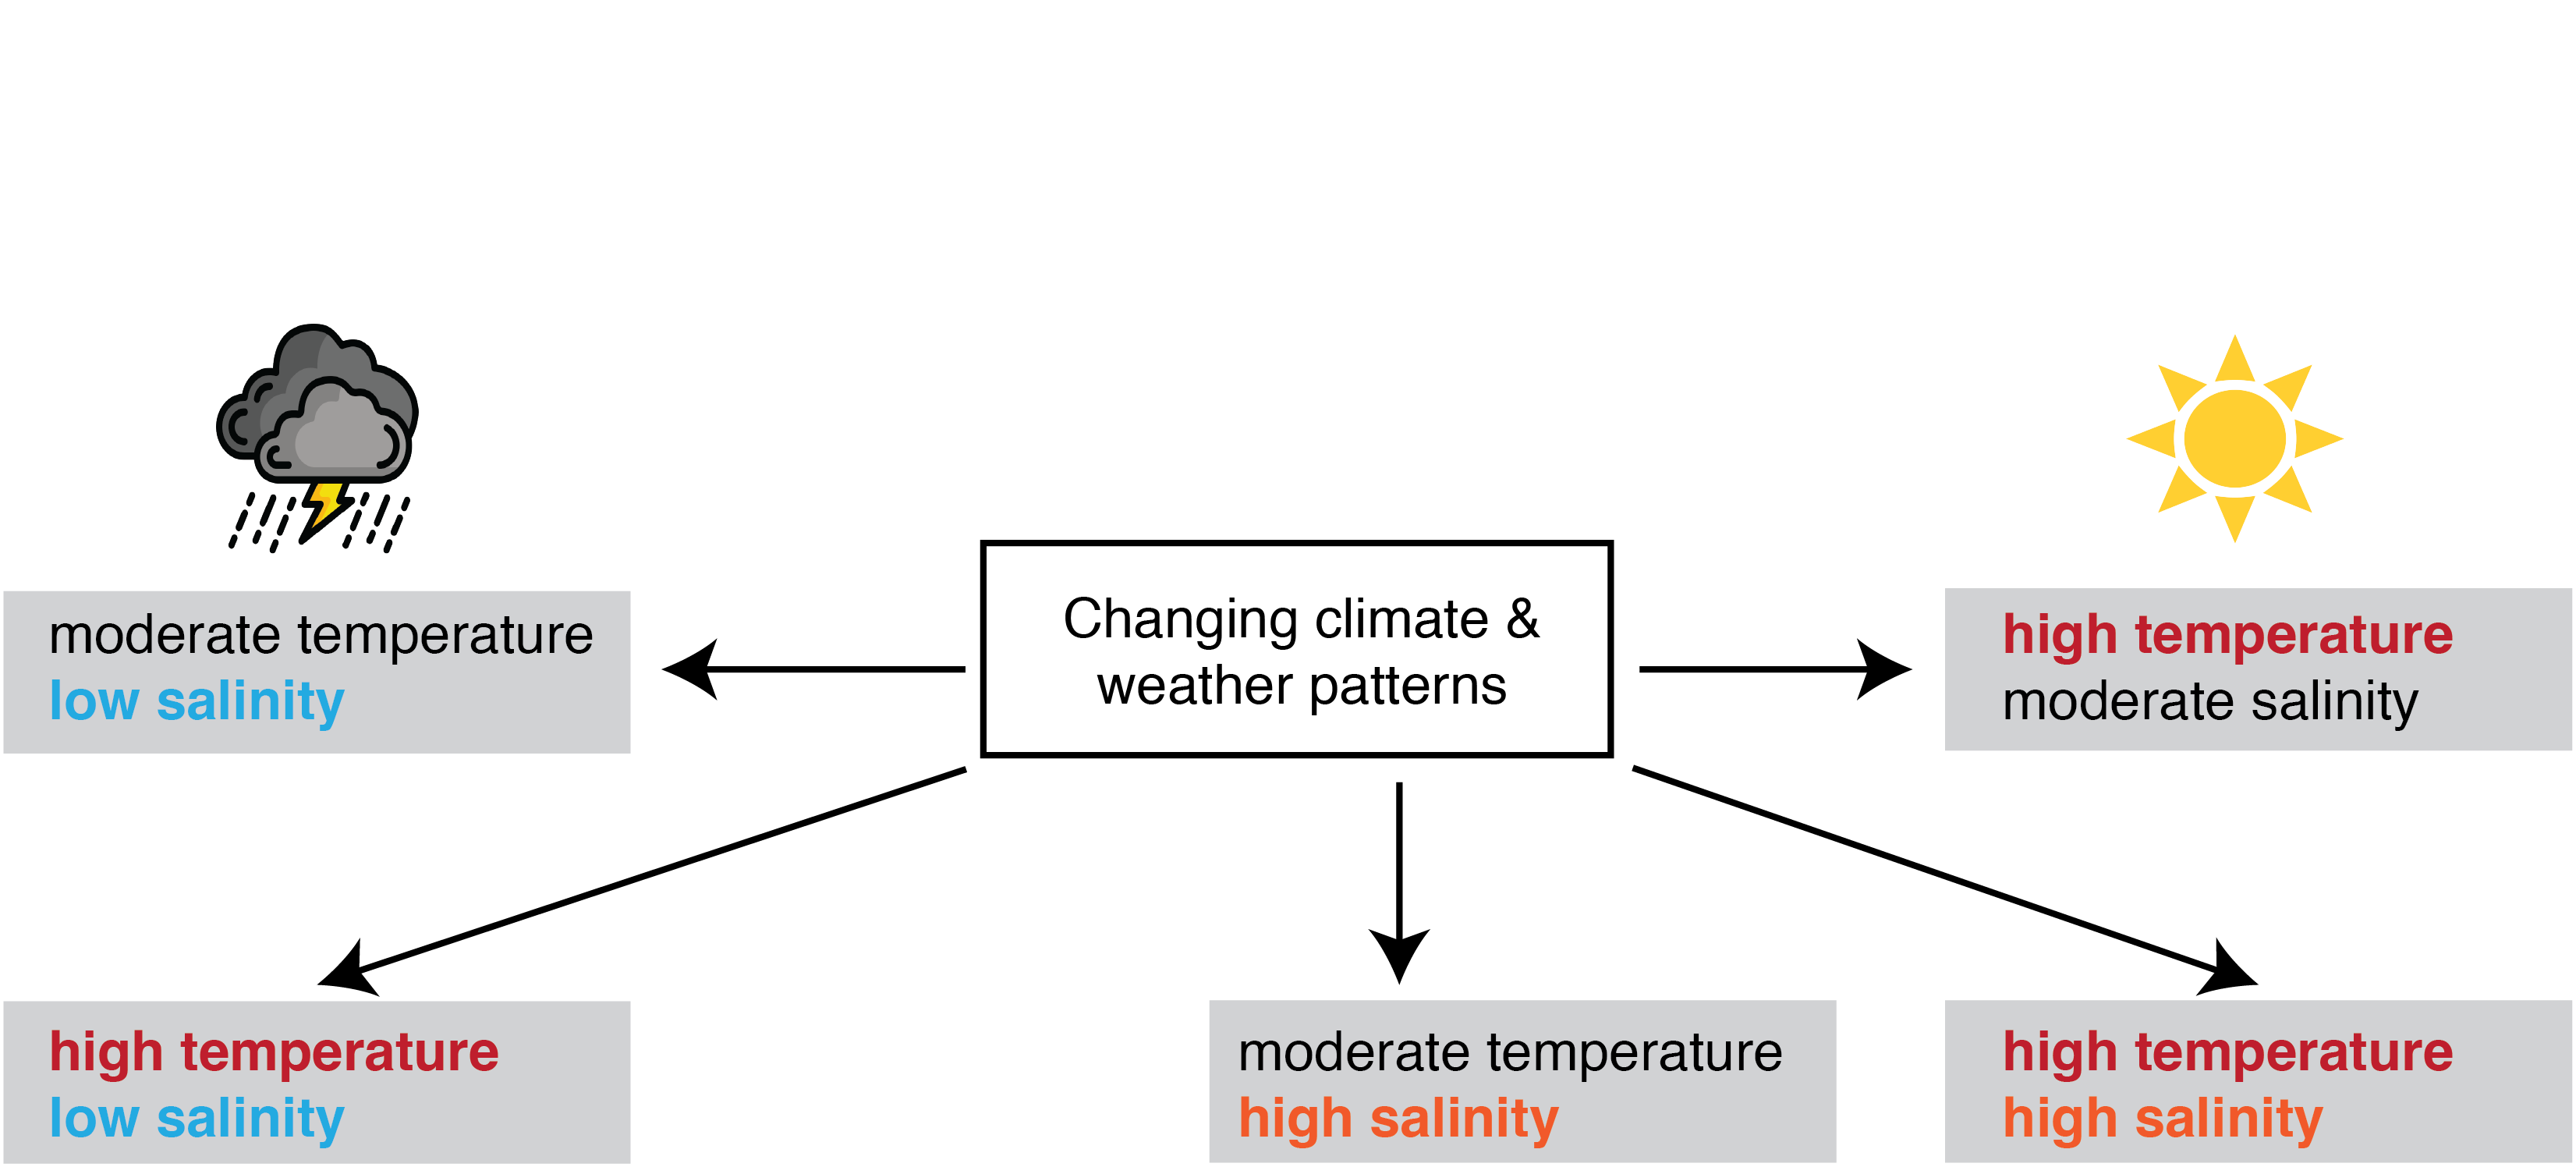 moderate temperature
low salinity
Changing climate &
weather patterns
high temperature
moderate salinity
high temperature
low salinity
moderate temperature
high salinity
high temperature
high salinity